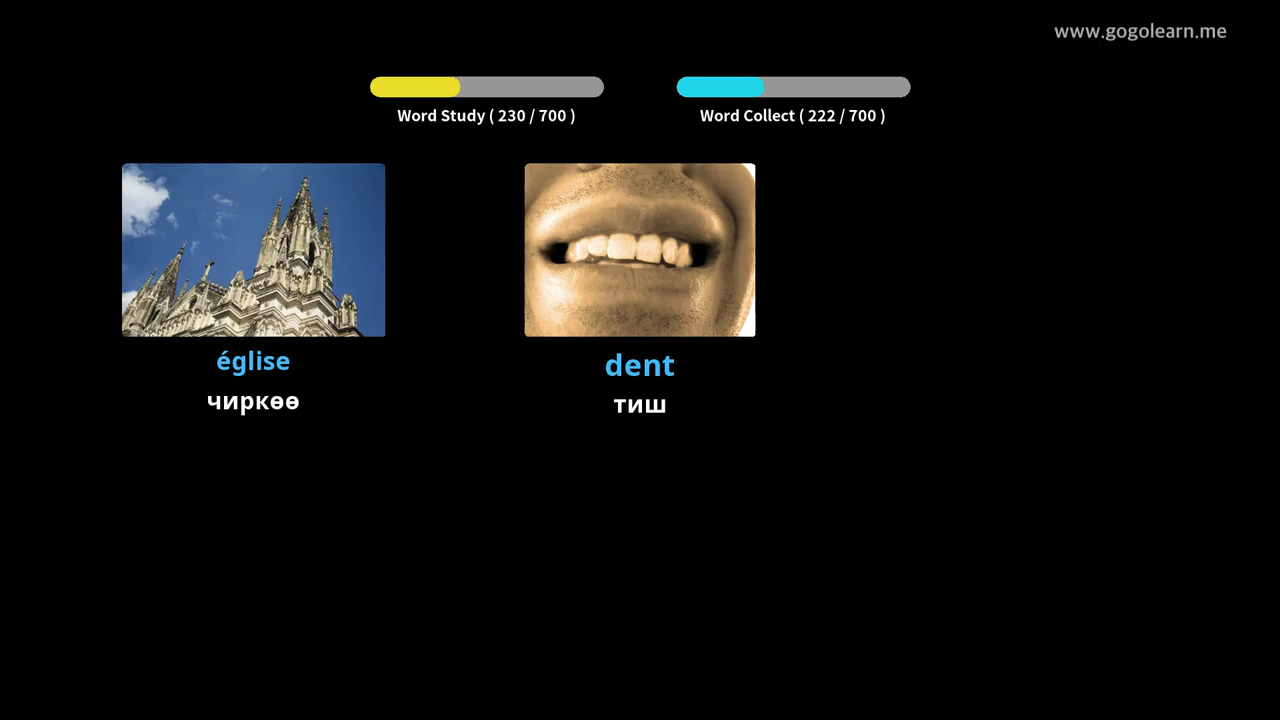 www.gogolearn.me
Word Study ( 230 / 700 )
Word Collect ( 222 / 700 )
église
чиркөө
dent
тиш